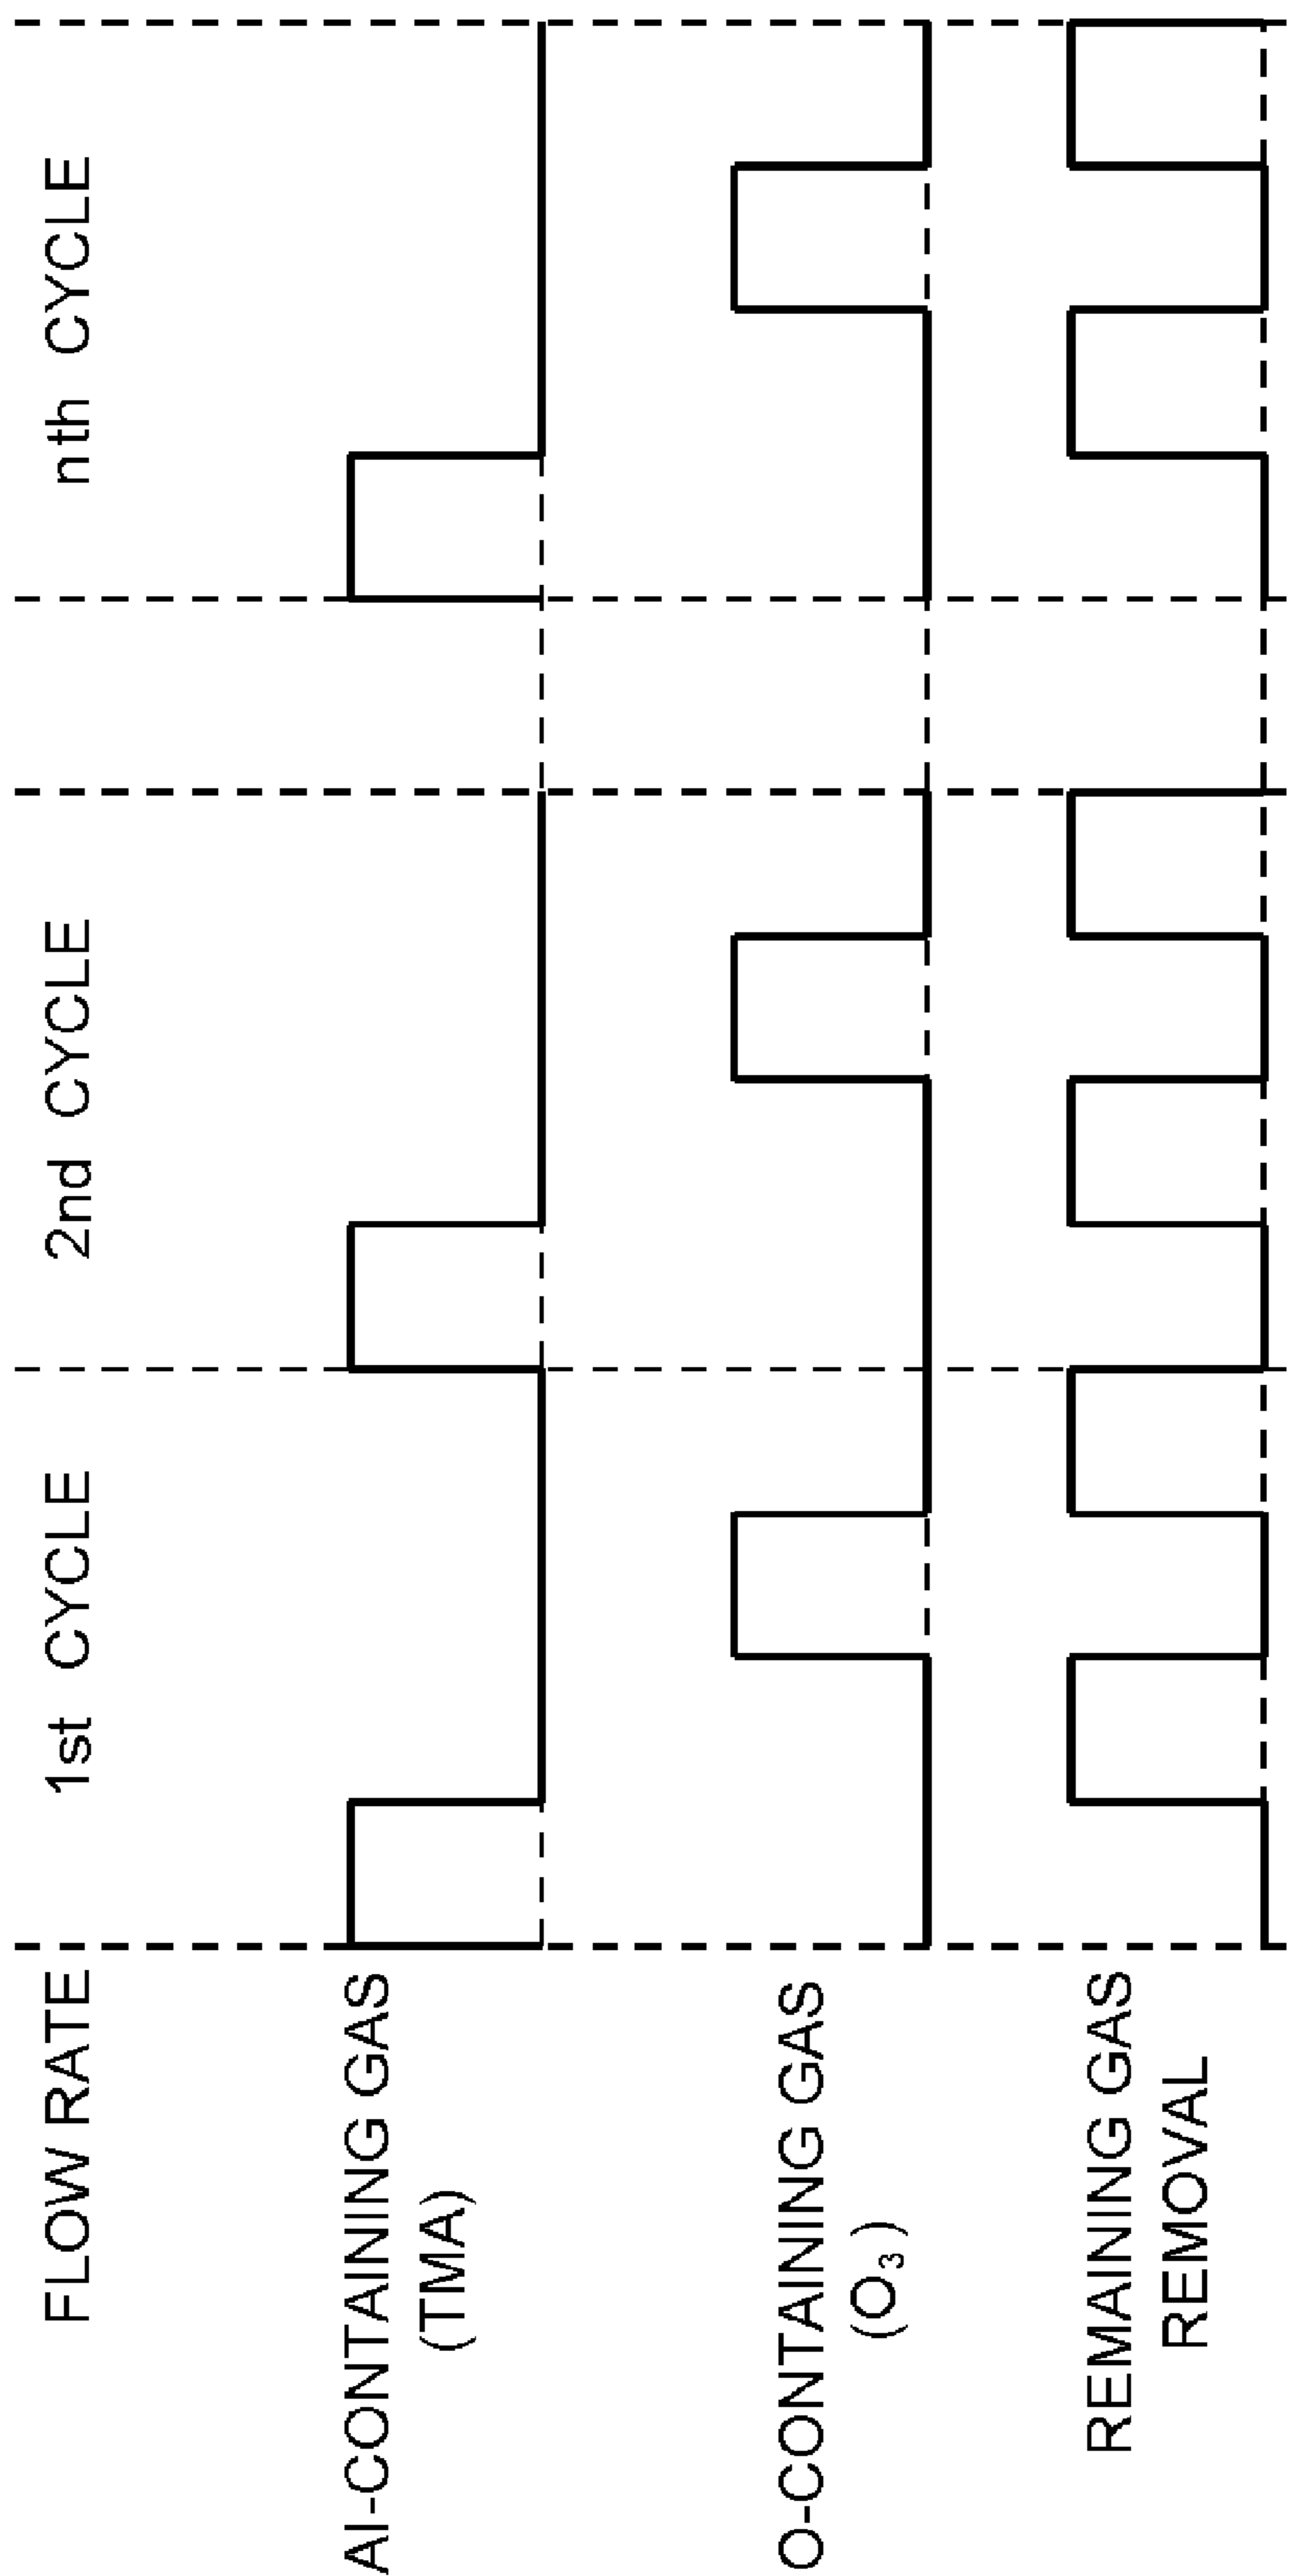 FLOW RATE
1st CYCLE
2nd CYCLE
nth CYCLE
Al-CONTAINING GAS
(TMA)
O-CONTAINING GAS
(O₃)
REMAINING GAS
REMOVAL